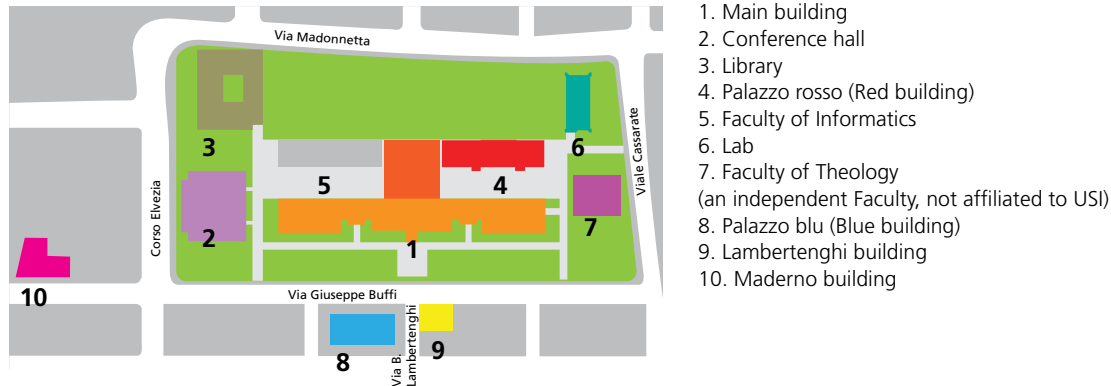 Via Madonnetta
Viale Cassarate
Corso Elvezia
3
6
5
4
2
1
7
10
Via Giuseppe Buffi
8
Via B.
Lambertenghi
9
1. Main building
2. Conference hall
3. Library
4. Palazzo rosso (Red building)
5. Faculty of Informatics
6. Lab
7. Faculty of Theology
(an independent Faculty, not affiliated to USI)
8. Palazzo blu (Blue building)
9. Lambertenghi building
10. Maderno building